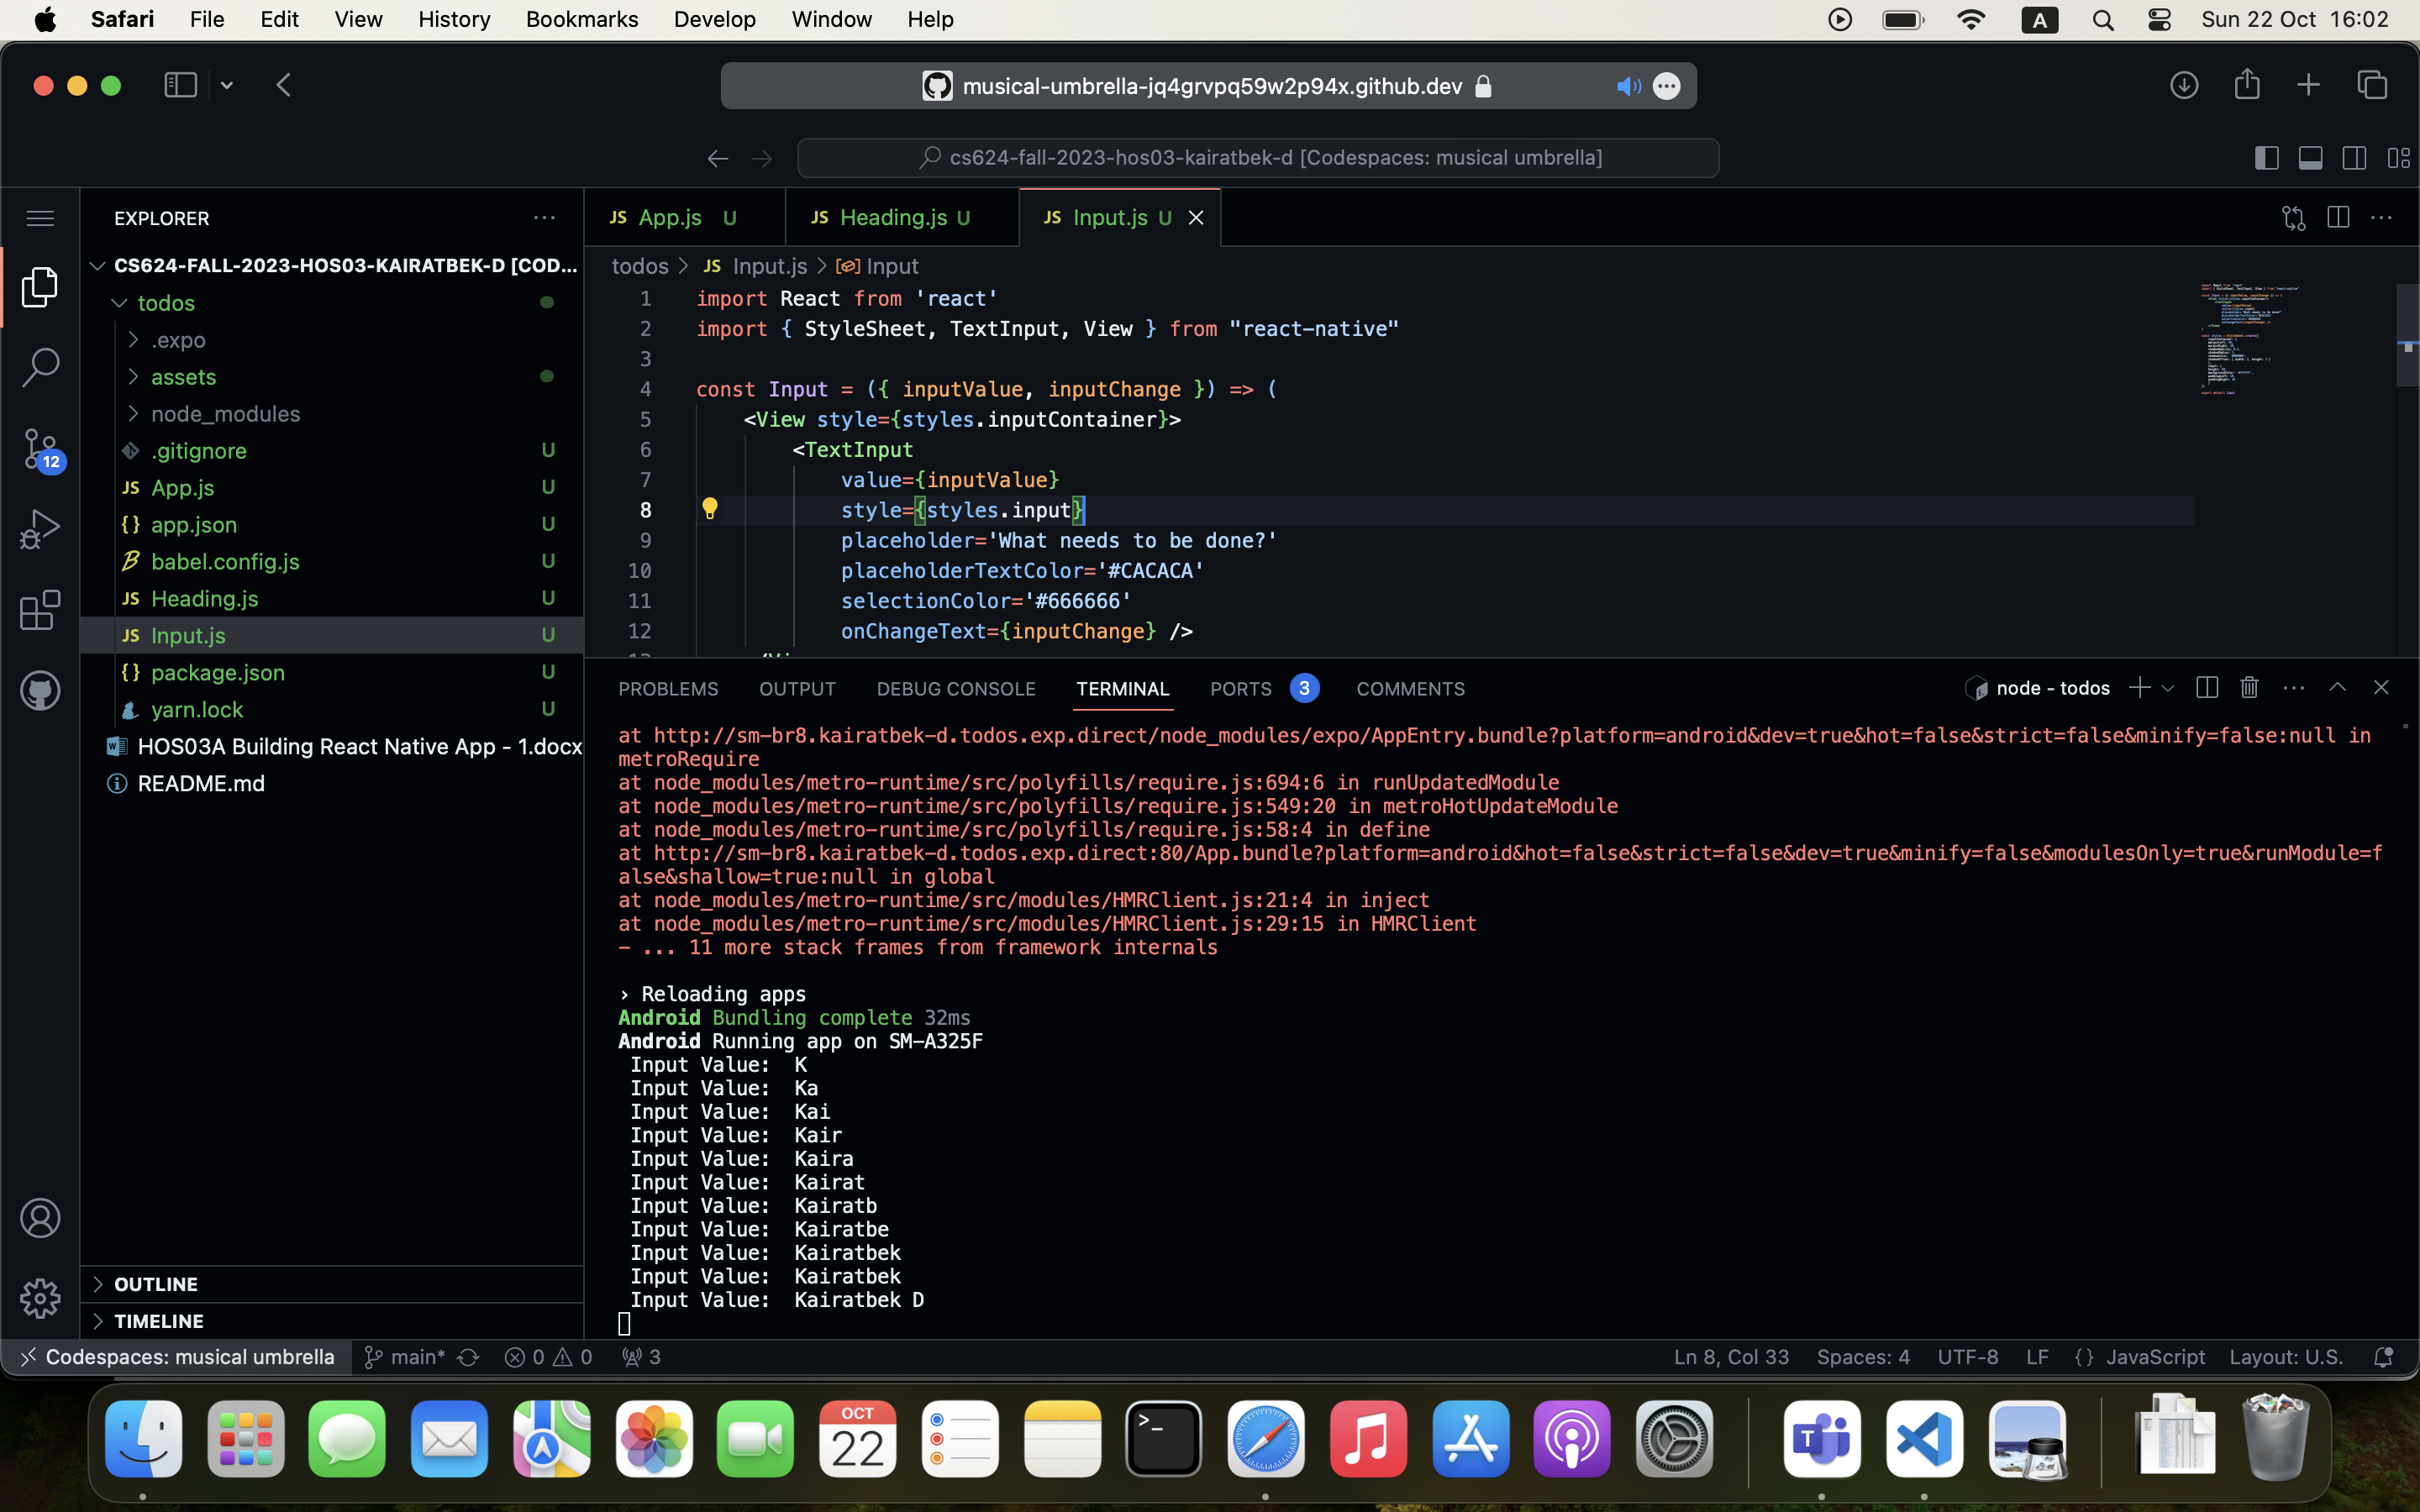 Safari File Edit View History Bookmarks Develop Window Help A Sun 22 Oct 16:02
musical-umbrella-jq4grvpq59w2p94x.github.dev
cs624-fall-2023-hos03-kairatbek-d [Codespaces: musical umbrella]
EXPLORER
CS624-FALL-2023-HOS03-KAIRATBEK-D [COD...
todos
.expo
assets
node_modules
.gitignore U
JS App.js U
{} app.json U
babel.config.js U
JS Heading.js U
JS Input.js U
{} package.json U
yarn.lock U
HOS03A Building React Native App - 1.docx
README.md
12
OUTLINE
TIMELINE
JS App.js U JS Heading.js U JS Input.js U
todos > JS Input.js > Input
1 import React from 'react'
2 import { StyleSheet, TextInput, View } from "react-native"
3
4 const Input = ({ inputValue, inputChange }) => (
5 <View style={styles.inputContainer}>
6 <TextInput
7 value={inputValue}
8 style={styles.input}
9 placeholder='What needs to be done?'
10 placeholderTextColor='#CACACA'
11 selectionColor='#666666'
12 onChangeText={inputChange} />
PROBLEMS OUTPUT DEBUG CONSOLE TERMINAL PORTS 3 COMMENTS node - todos
at http://sm-br8.kairatbek-d.todos.exp.direct/node_modules/expo/AppEntry.bundle?platform=android&dev=true&hot=false&strict=false&minify=false:null in
metroRequire
at node_modules/metro-runtime/src/polyfills/require.js:694:6 in runUpdatedModule
at node_modules/metro-runtime/src/polyfills/require.js:549:20 in metroHotUpdateModule
at node_modules/metro-runtime/src/polyfills/require.js:58:4 in define
at http://sm-br8.kairatbek-d.todos.exp.direct:80/App.bundle?platform=android&hot=false&strict=false&dev=true&minify=false&modulesOnly=true&runModule=f
alse&shallow=true:null in global
at node_modules/metro-runtime/src/modules/HMRClient.js:21:4 in inject
at node_modules/metro-runtime/src/modules/HMRClient.js:29:15 in HMRClient
- ... 11 more stack frames from framework internals
› Reloading apps
Android Bundling complete 32ms
Android Running app on SM-A325F
Input Value: K
Input Value: Ka
Input Value: Kai
Input Value: Kair
Input Value: Kaira
Input Value: Kairat
Input Value: Kairatb
Input Value: Kairatbe
Input Value: Kairatbek
Input Value: Kairatbek
Input Value: Kairatbek D
Codespaces: musical umbrella main* 0 0 3 Ln 8, Col 33 Spaces: 4 UTF-8 LF {} JavaScript Layout: U.S.
OCT
22